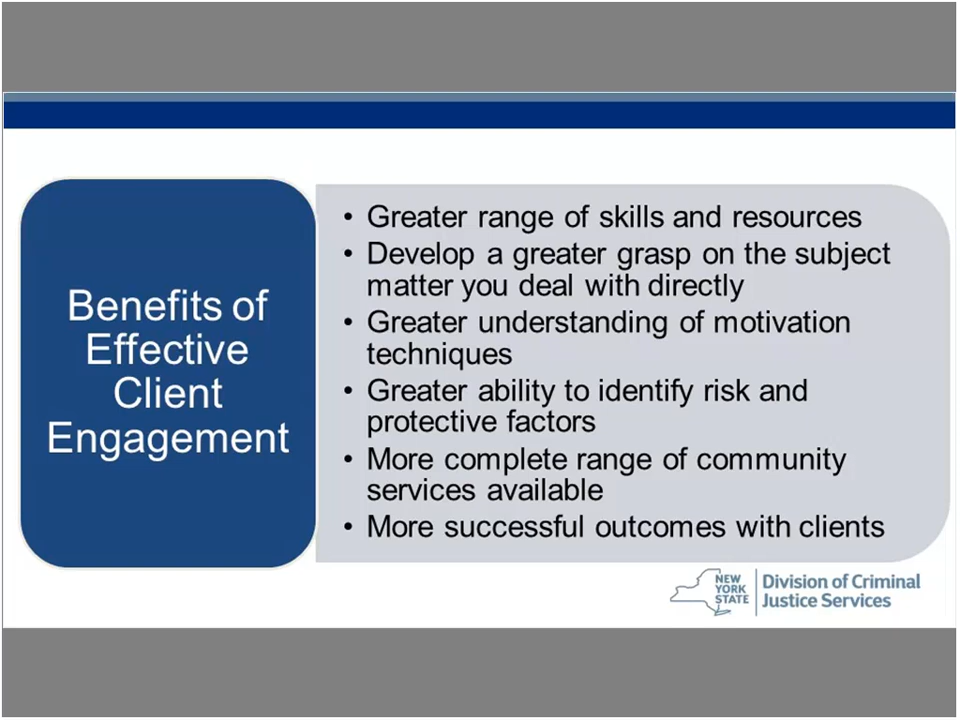 Benefits of
Effective
Client
Engagement
• Greater range of skills and resources
• Develop a greater grasp on the subject
matter you deal with directly
• Greater understanding of motivation
techniques
• Greater ability to identify risk and
protective factors
• More complete range of community
services available
• More successful outcomes with clients
NEW
YORK
STATE
Division of Criminal
Justice Services